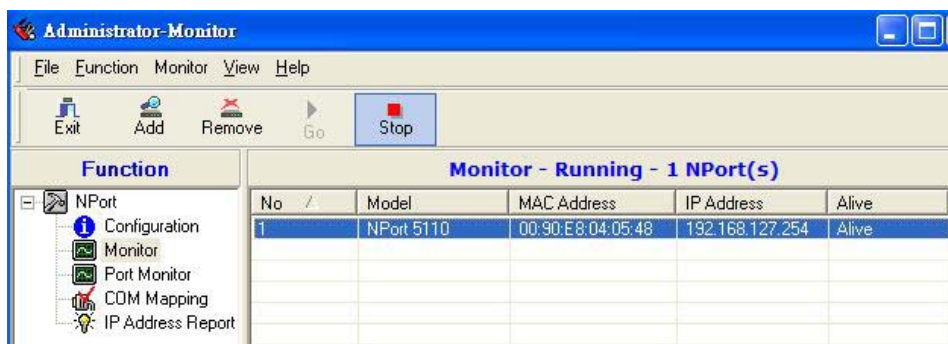 Administrator-Monitor
File Function Monitor View Help
Exit Add Remove Go Stop
Function
Monitor - Running - 1 NPort(s)
NPort
Configuration
Monitor
Port Monitor
COM Mapping
IP Address Report
No / Model MAC Address IP Address Alive
1 NPort 5110 00:90:E8:04:05:48 192.168.127.254 Alive